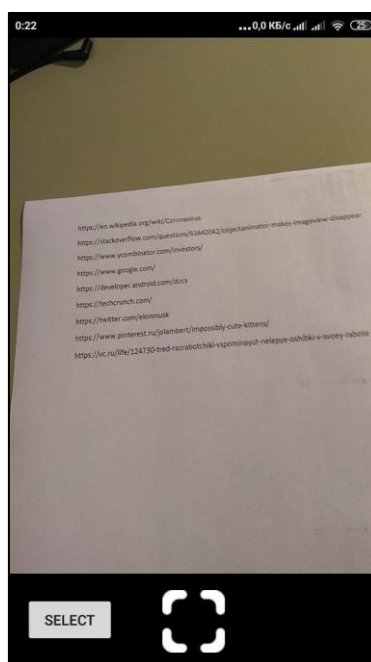 0:22
...0,0 КБ/с 25
https://en.wikipedia.org/wiki/Coronavirus
https://stackoverflow.com/questions/61642042/objectanimator-makes-imageview-disappear
https://www.ycombinator.com/investors/
https://www.google.com/
https://developer.android.com/docs
https://techcrunch.com/
https://twitter.com/elonmusk
https://www.pinterest.ru/jolambert/impossibly-cute-kittens/
https://vc.ru/life/124730-tred-razrabotchiki-vspominayut-nelepye-oshibki-v-svoey-rabote
SELECT